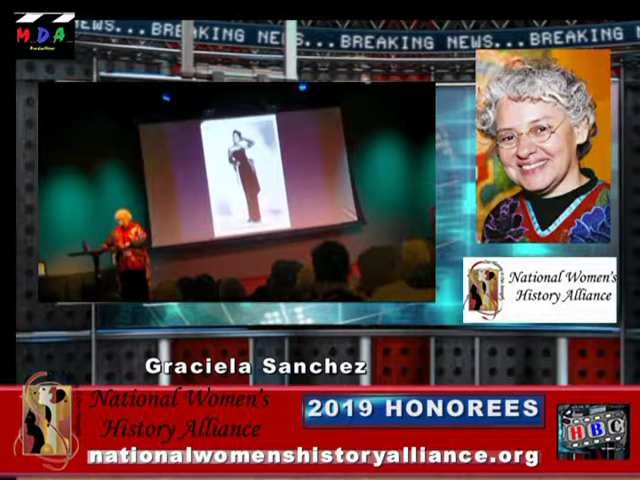 M.D.A.
BREAKING NEWS...BREAKING NEWS...BREAKING NEWS...
National Women's
History Alliance
Graciela Sanchez
National Women's
History Alliance
2019 HONOREES
HBC
nationalwomenshistoryalliance.org